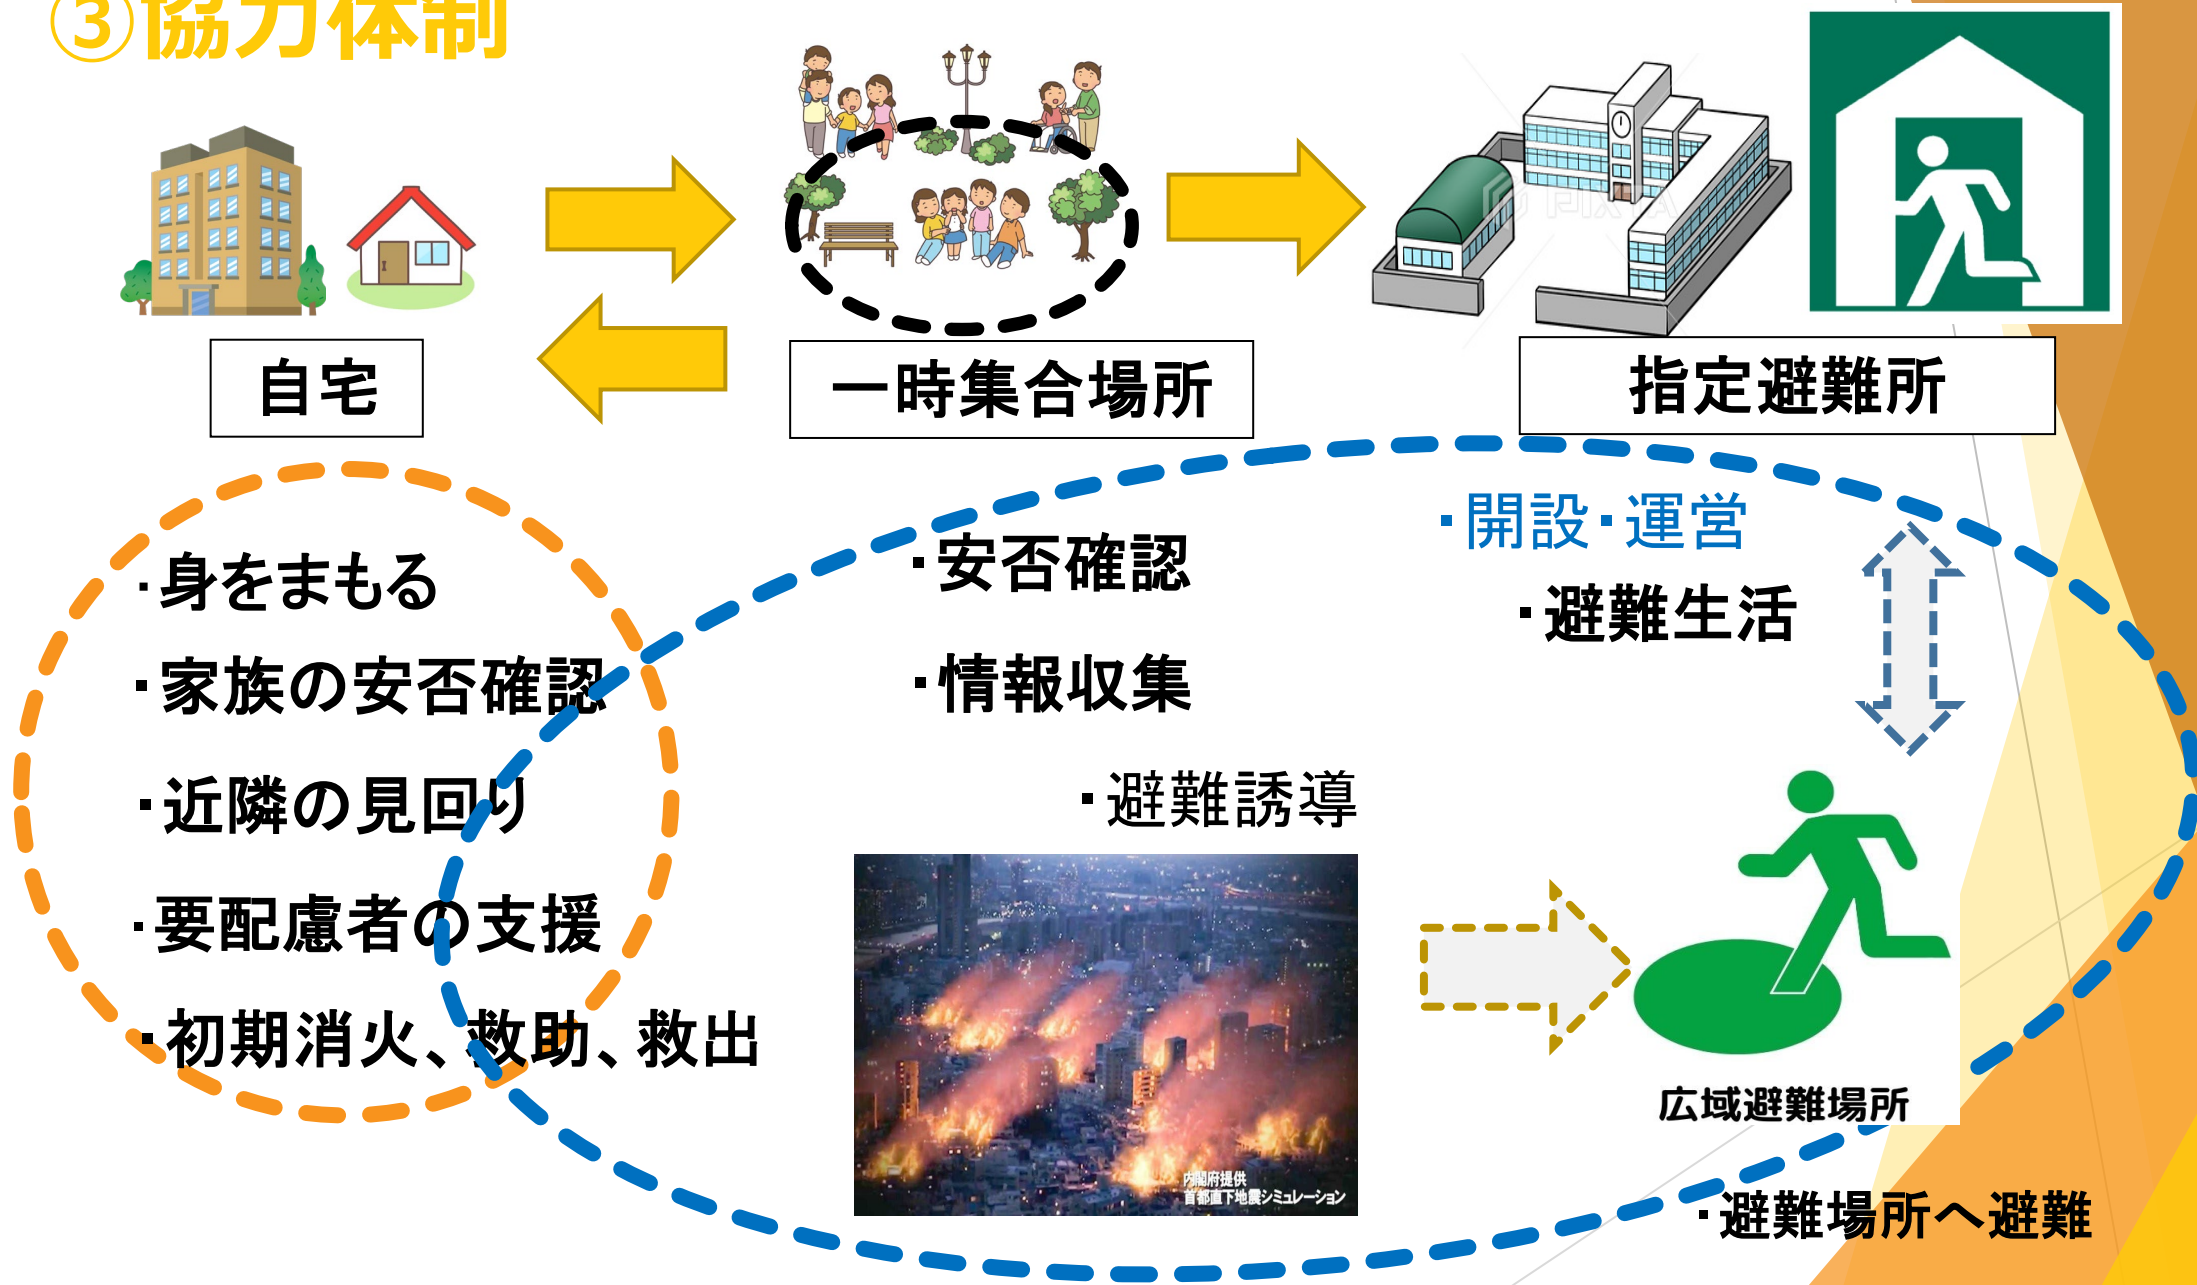 ③協力体制
自宅
一時集合場所
指定避難所
・身をまもる
・家族の安否確認
・近隣の見回り
・要配慮者の支援
・初期消火、救助、救出
・安否確認
・情報収集
・避難誘導
・開設・運営
・避難生活
内閣府提供
首都直下地震シミュレーション
広域避難場所
・避難場所へ避難
PIXTA